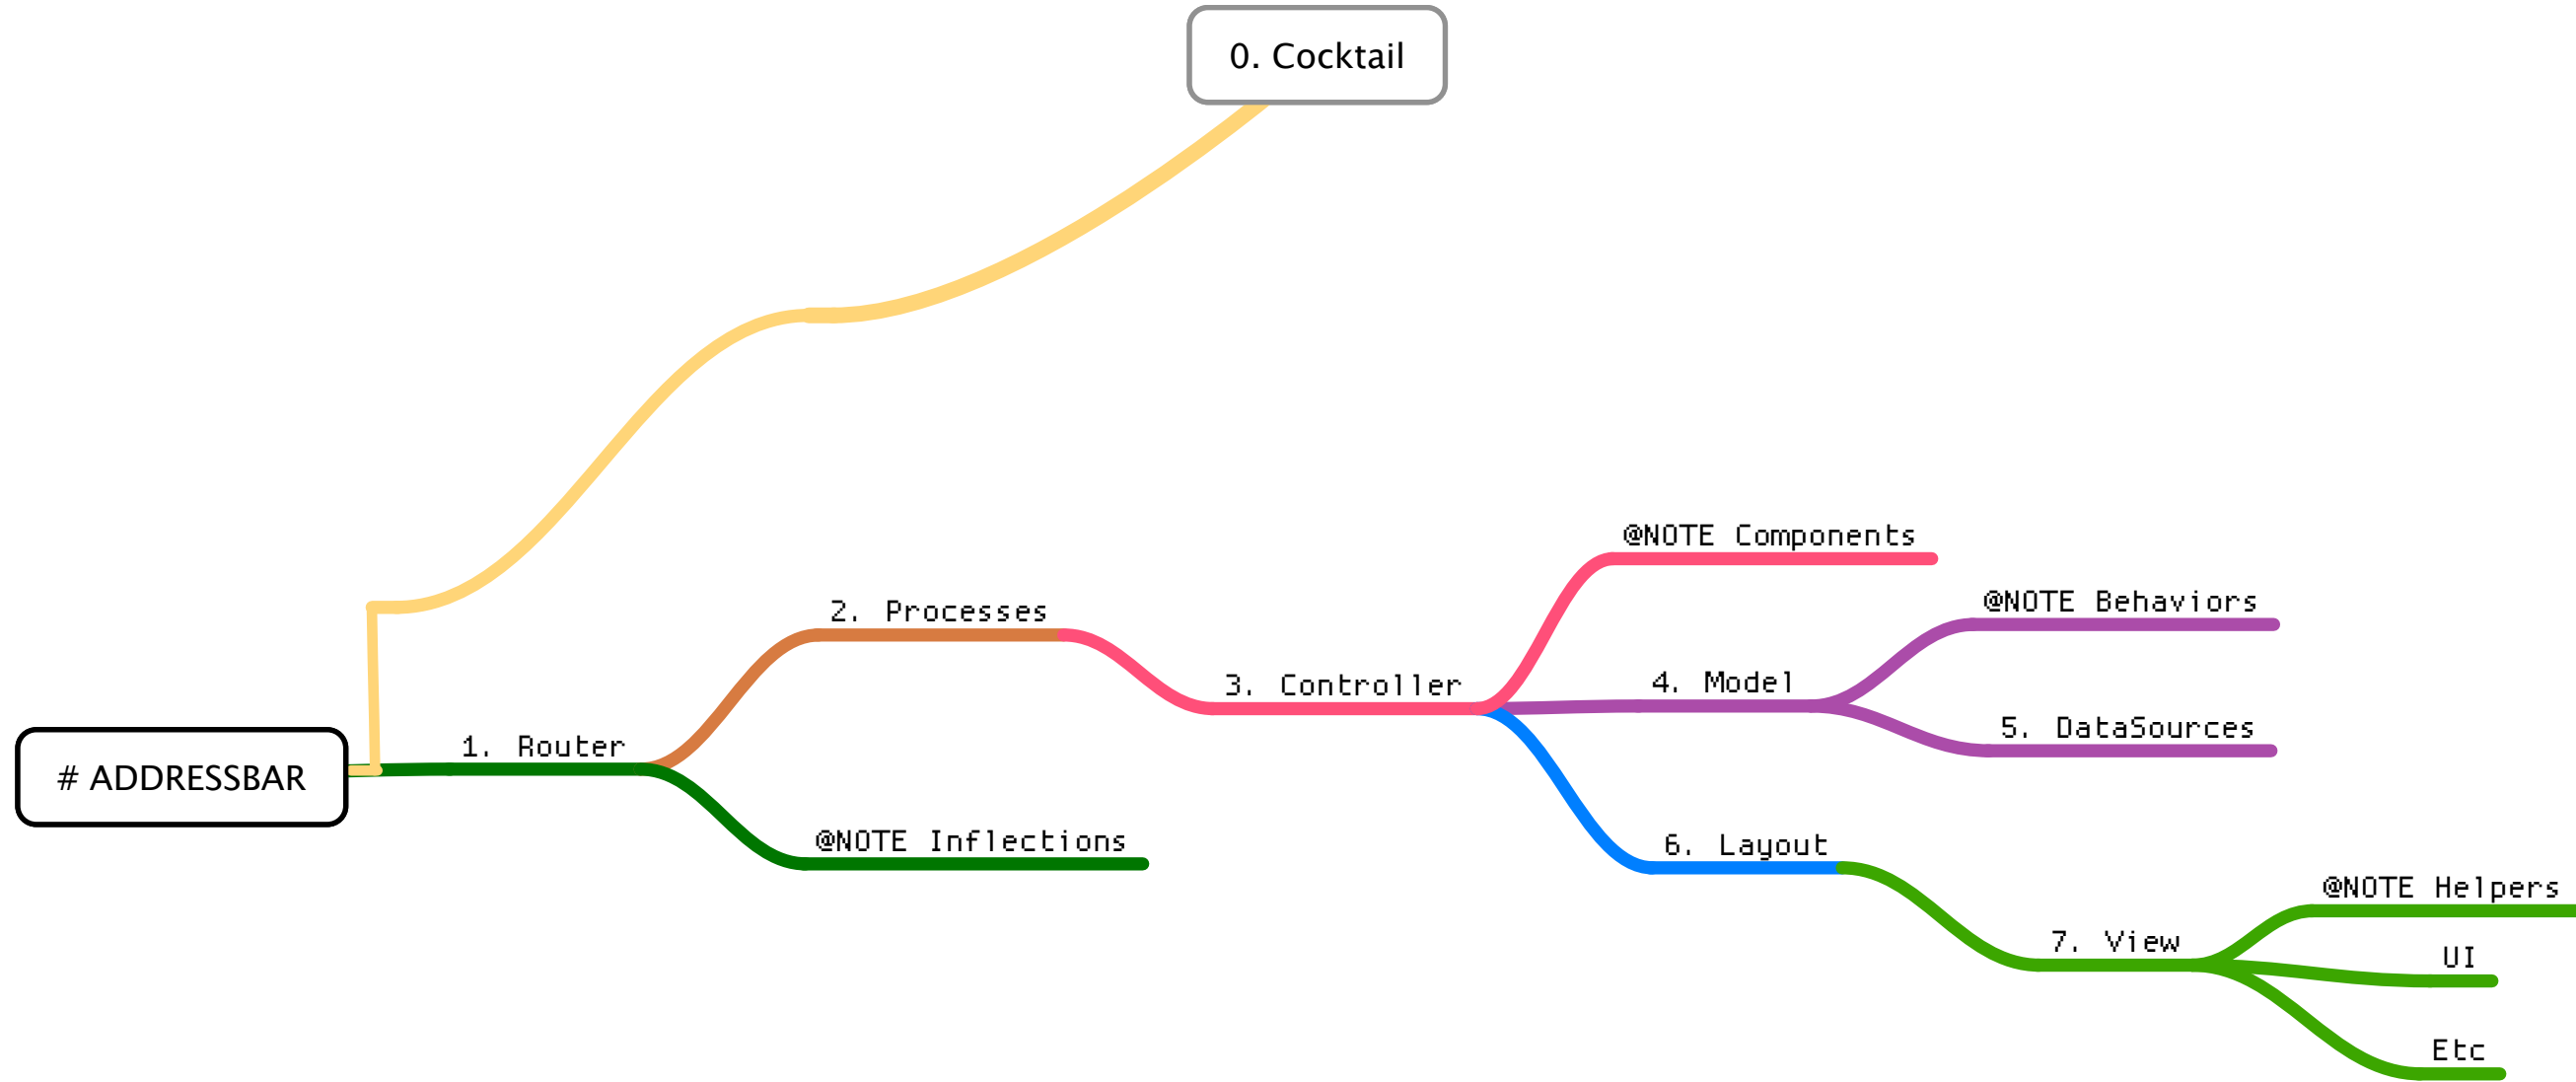 0. Cocktail
@NOTE Components
@NOTE Behaviors
2. Processes
3. Controller
4. Model
5. DataSources
1. Router
# ADDRESSBAR
@NOTE Inflections
6. Layout
@NOTE Helpers
7. View
UI
Etc